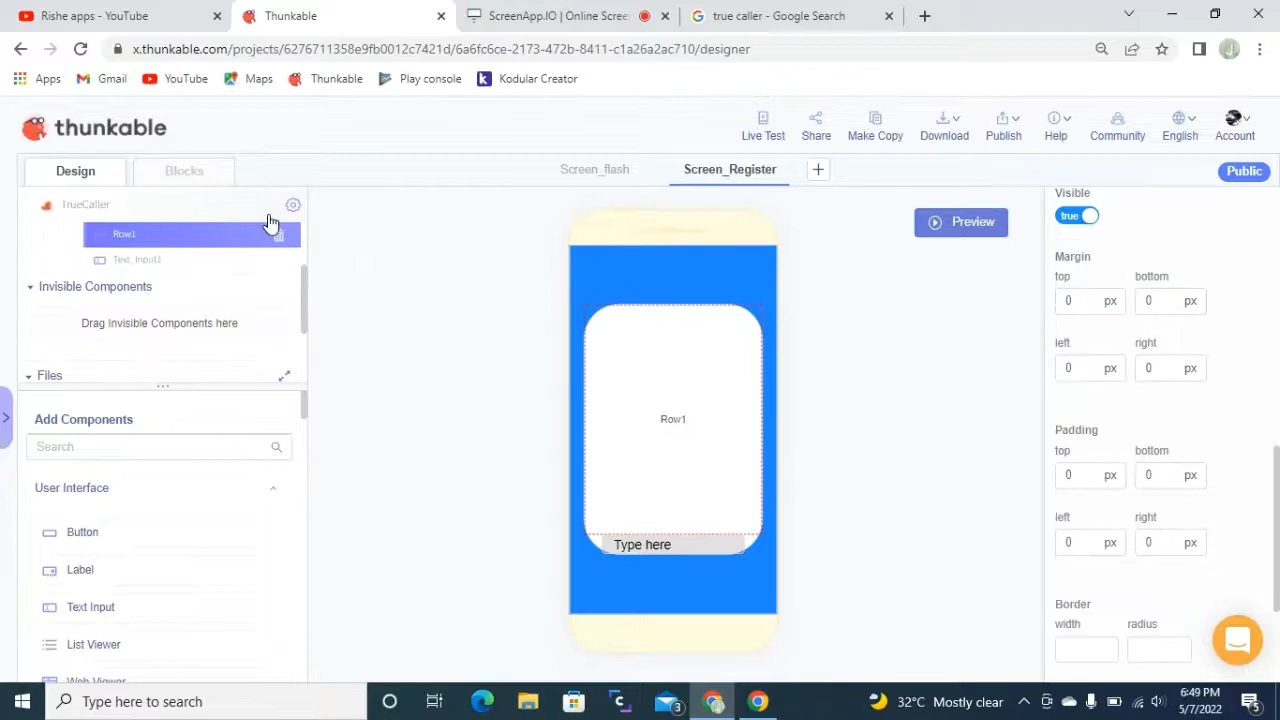 Rishe apps - YouTube
Thunkable
ScreenApp.IO | Online Scree
true caller - Google Search
x.thunkable.com/projects/6276711358e9fb0012c7421d/6a6fc6ce-2173-472b-8411-c1a26a2ac710/designer
Apps
Gmail
YouTube
Maps
Thunkable
Play console
Kodular Creator
thunkable
Live Test
Share
Make Copy
Download
Publish
Help
Community
English
Account
Design
Blocks
Screen_flash
Screen_Register
Public
TrueCaller
Row1
Text_Input3
Invisible Components
Drag Invisible Components here
Files
Add Components
Search
User Interface
Button
Label
Text Input
List Viewer
Web Viewer
Preview
Row1
Type here
Visible
true
Margin
top bottom
0 px 0 px
left right
0 px 0 px
Padding
top bottom
0 px 0 px
left right
0 px 0 px
Border
width radius
Type here to search
3
32°C Mostly clear
6:49 PM
5/7/2022
5